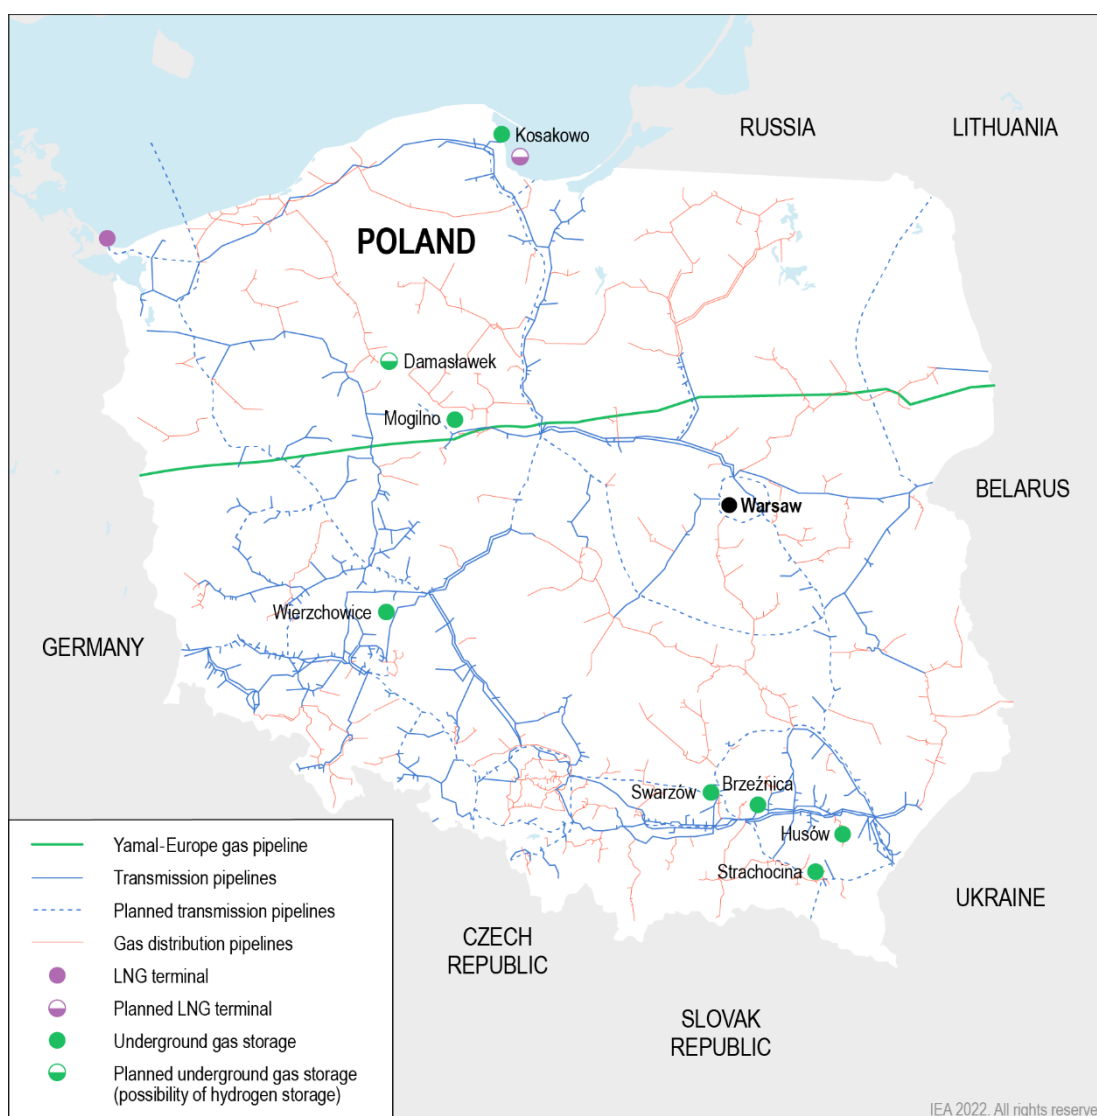 RUSSIA
LITHUANIA
Kosakowo
POLAND
Damasławek
Mogilno
BELARUS
Warsaw
Wierzchowice
GERMANY
Swarzów
Brzeźnica
Husów
Strachocina
UKRAINE
CZECH
REPUBLIC
SLOVAK
REPUBLIC
Yamal-Europe gas pipeline
Transmission pipelines
Planned transmission pipelines
Gas distribution pipelines
LNG terminal
Planned LNG terminal
Underground gas storage
Planned underground gas storage
(possibility of hydrogen storage)
IEA 2022. All rights reserve